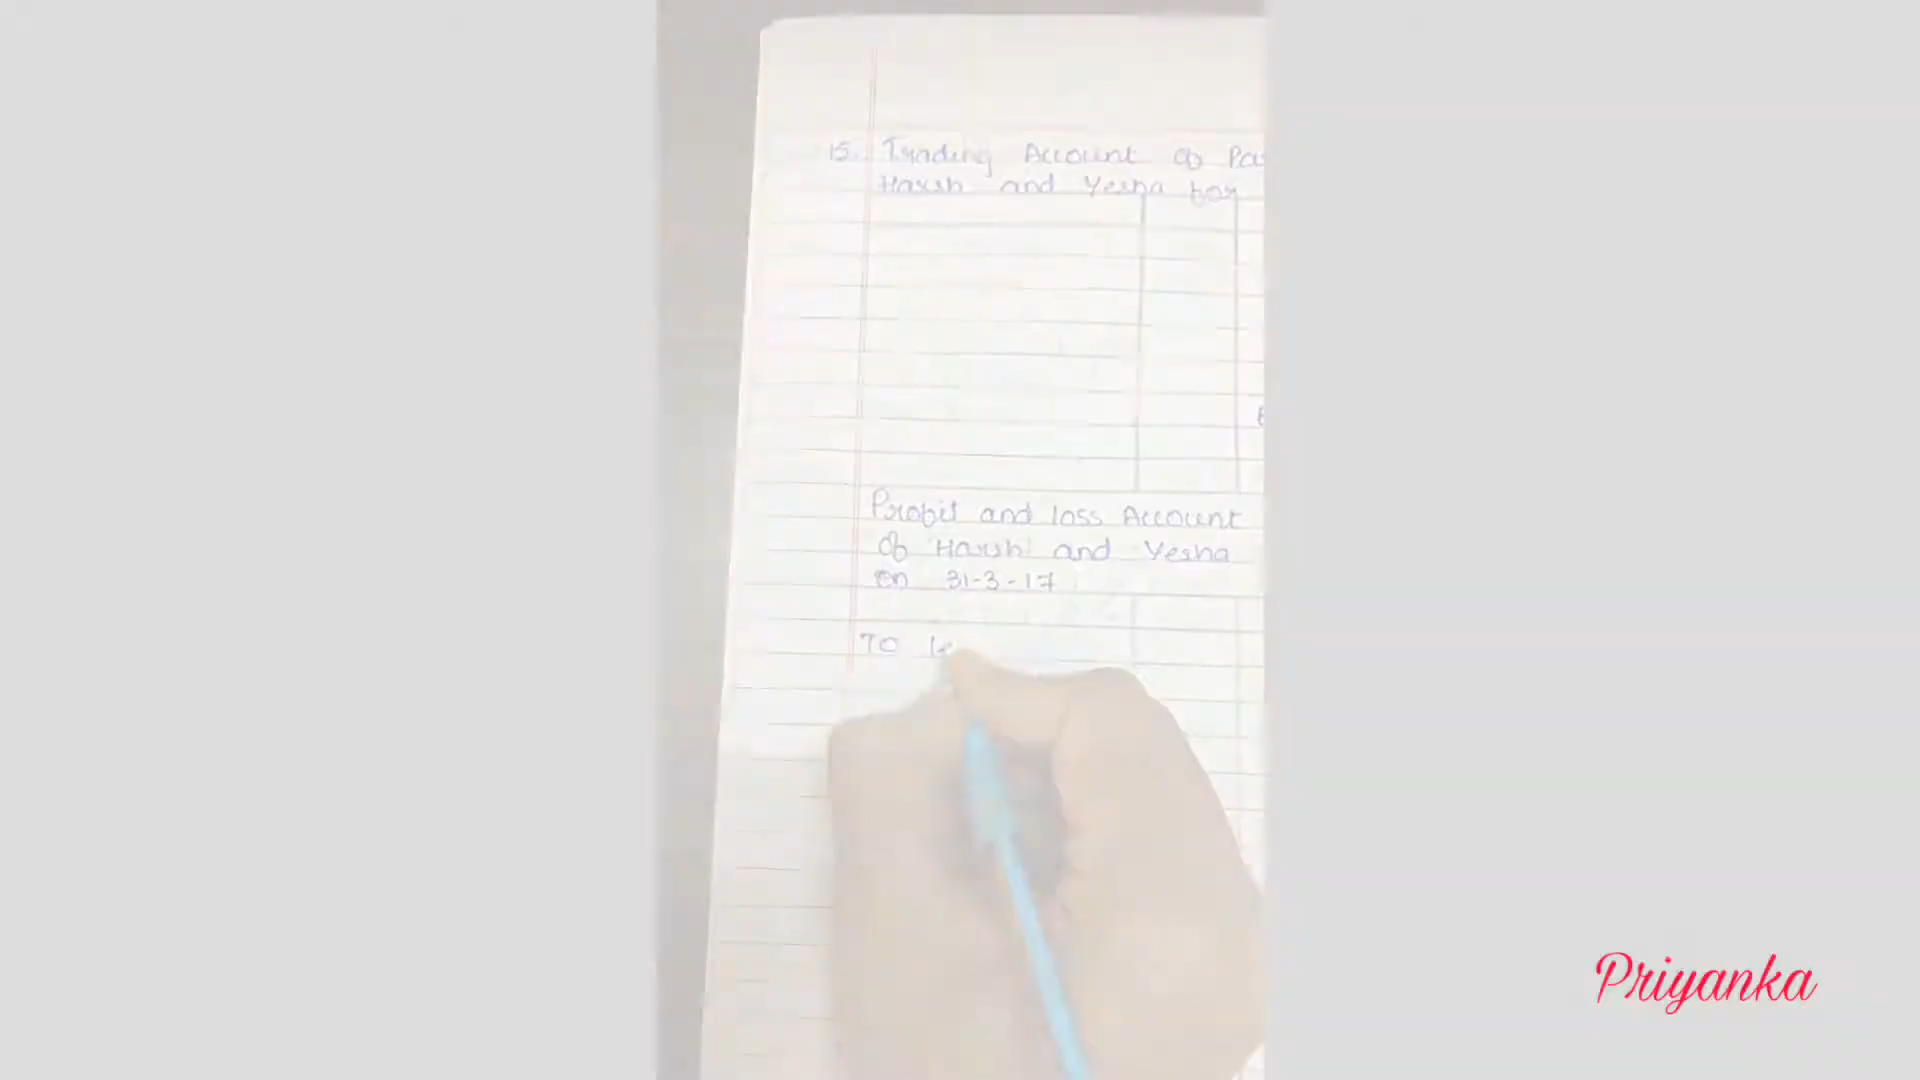 15. Trading Account of
Harsh and Yesha for
Profit and loss Account
of Harsh and Yesha
on 31-3-17
TO
Priyanka